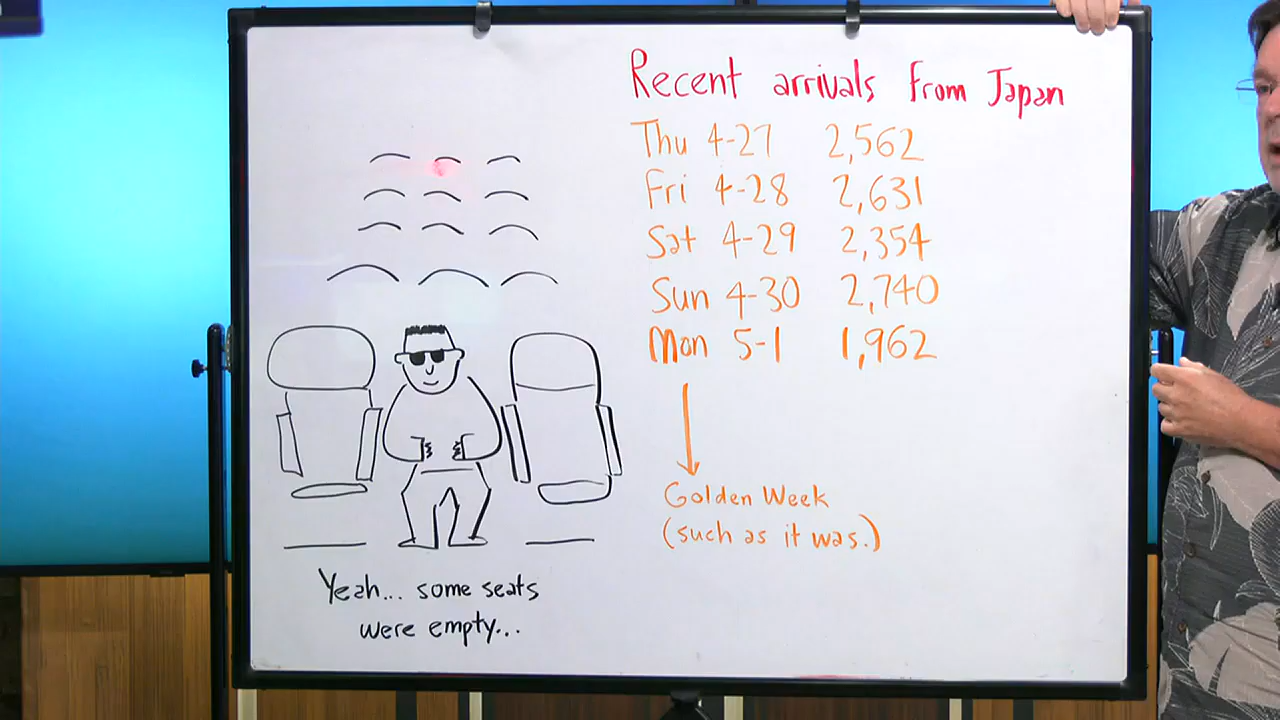 Recent arrivals from Japan
Thu 4-27 2,562
Fri 4-28 2,631
Sat 4-29 2,354
Sun 4-30 2,740
Mon 5-1 1,962
Golden Week
(such as it was.)
Yeah... some seats
were empty...